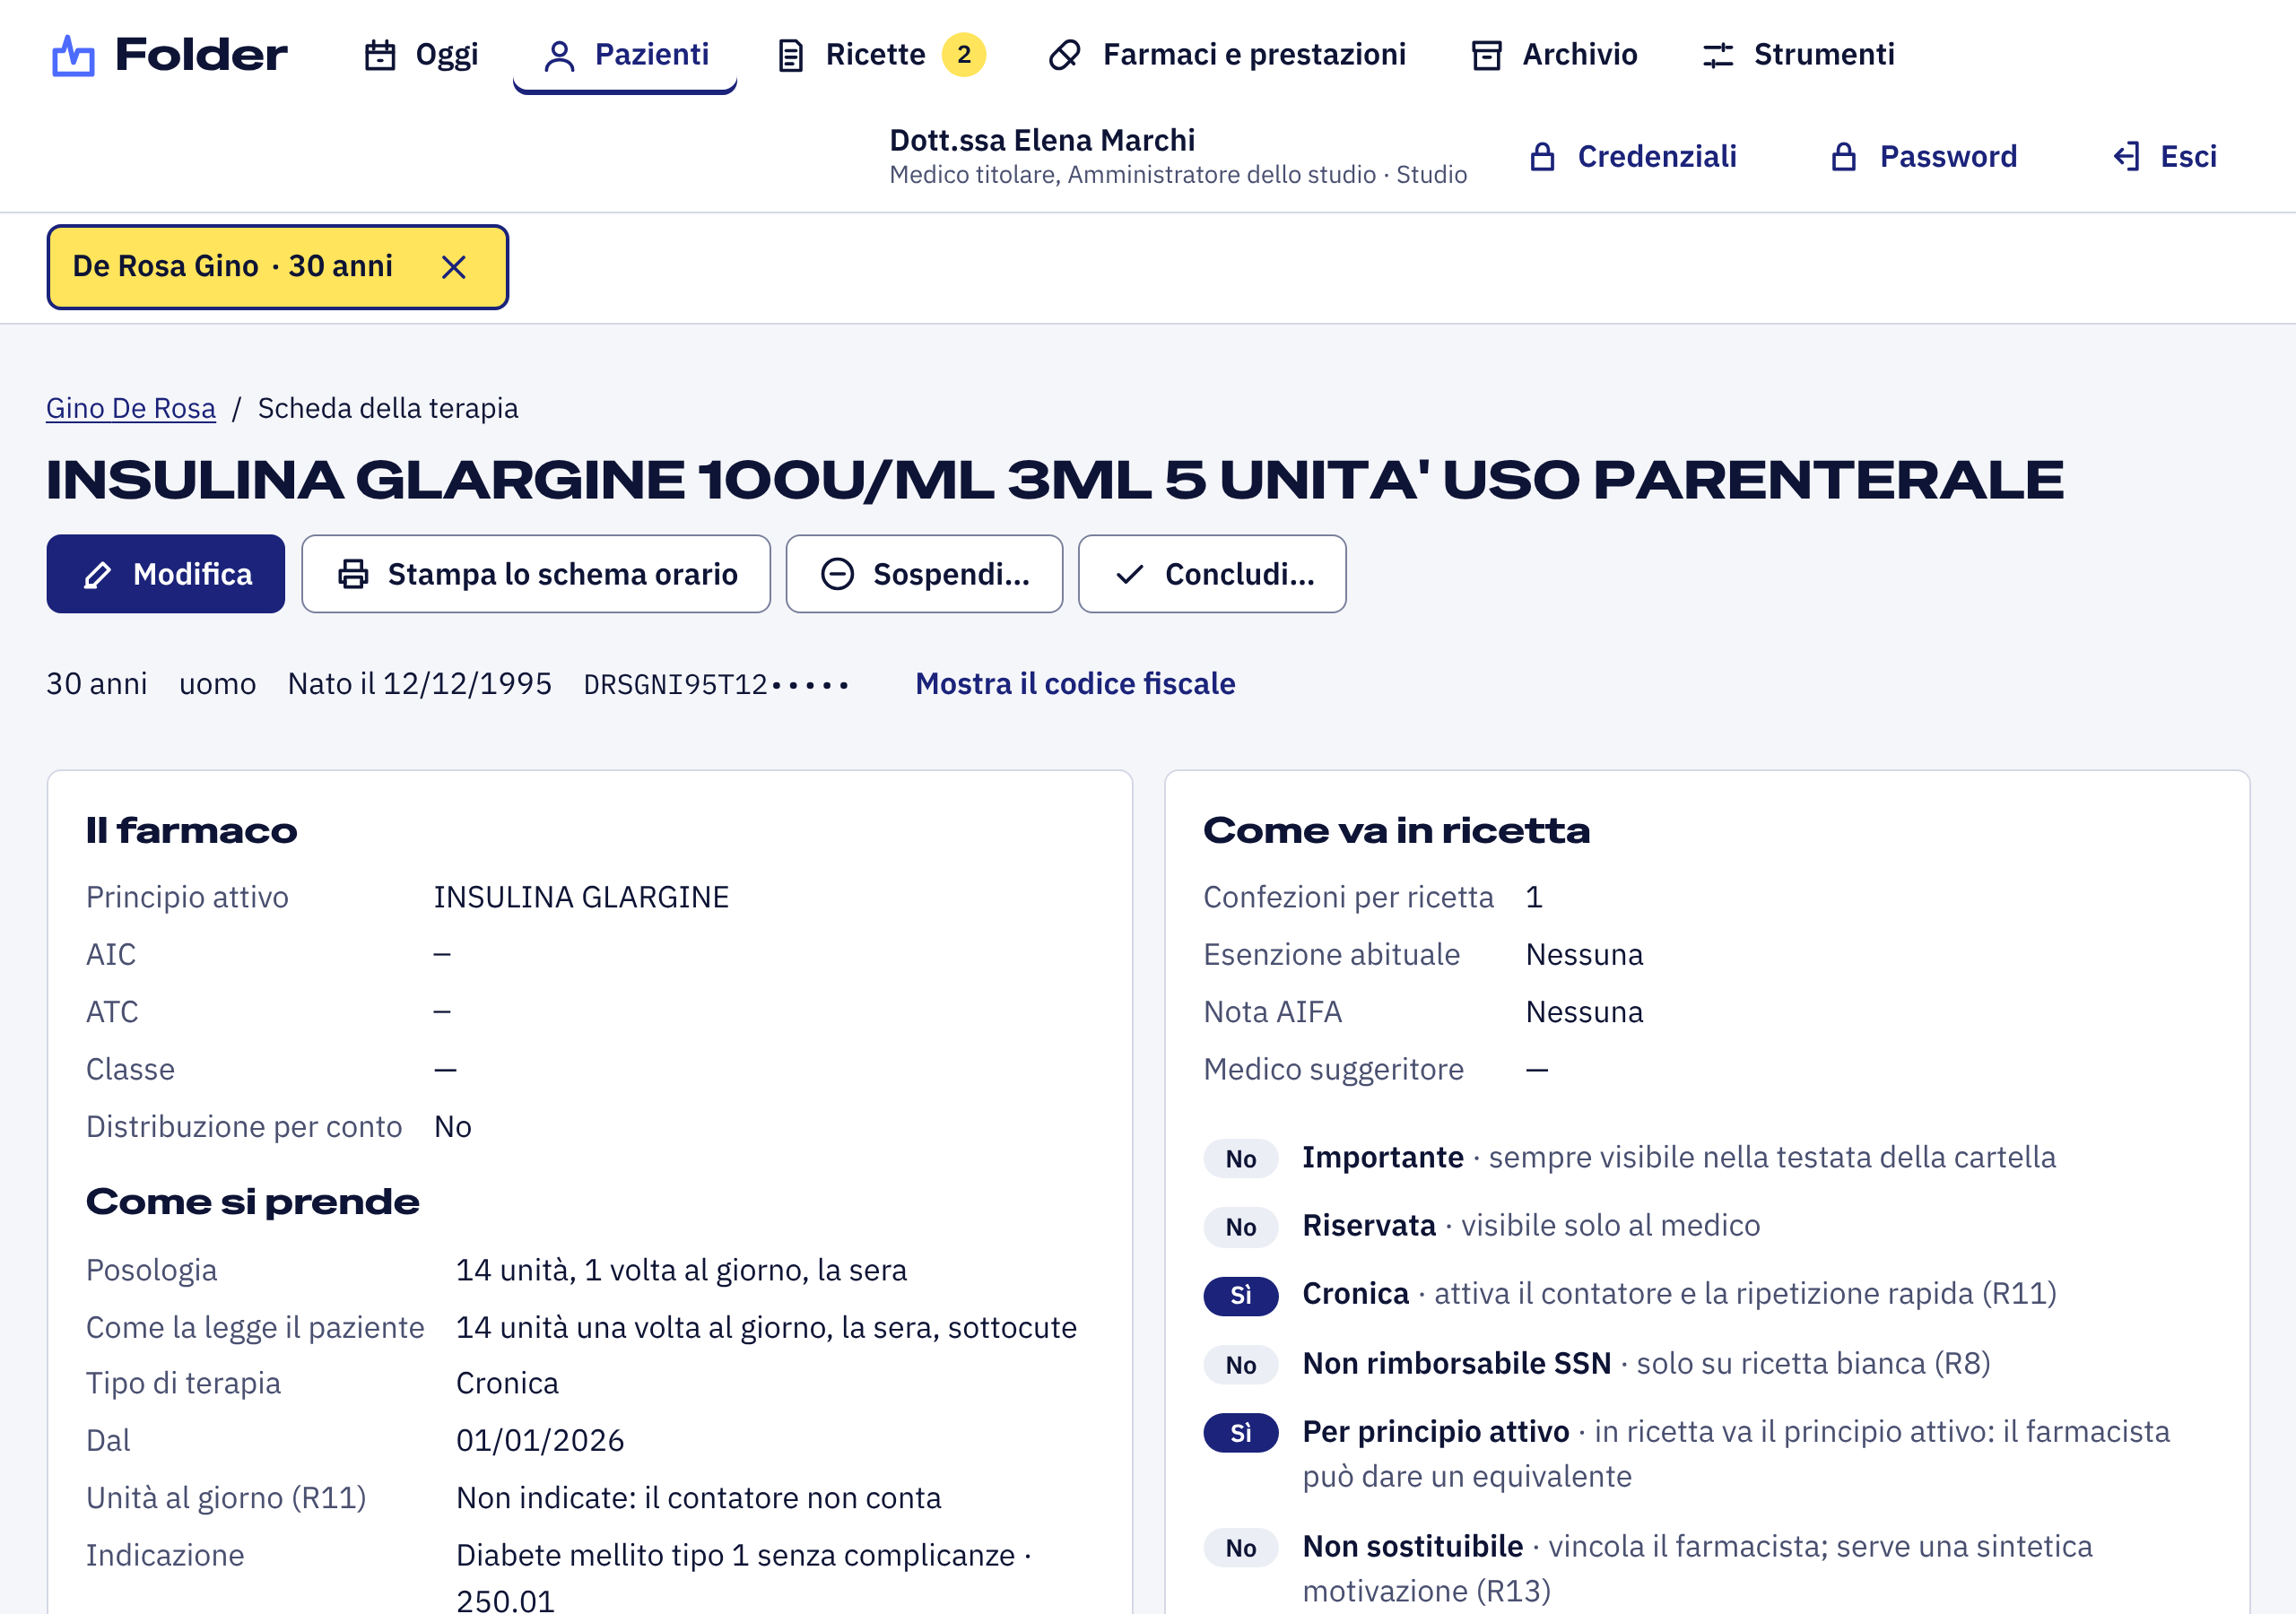 Folder
Oggi
Pazienti
Ricette 2
Farmaci e prestazioni
Archivio
Strumenti
Dott.ssa Elena Marchi
Medico titolare, Amministratore dello studio · Studio
Credenziali
Password
Esci
De Rosa Gino · 30 anni
Gino De Rosa / Scheda della terapia
INSULINA GLARGINE 100U/ML 3ML 5 UNITA' USO PARENTERALE
Modifica
Stampa lo schema orario
Sospendi...
Concludi...
30 anni uomo Nato il 12/12/1995 DRSGNI95T12••••• Mostra il codice fiscale
Il farmaco
Principio attivo INSULINA GLARGINE
AIC –
ATC –
Classe —
Distribuzione per conto No
Come si prende
Posologia 14 unità, 1 volta al giorno, la sera
Come la legge il paziente 14 unità una volta al giorno, la sera, sottocute
Tipo di terapia Cronica
Dal 01/01/2026
Unità al giorno (R11) Non indicate: il contatore non conta
Indicazione Diabete mellito tipo 1 senza complicanze ·
250.01
Come va in ricetta
Confezioni per ricetta 1
Esenzione abituale Nessuna
Nota AIFA Nessuna
Medico suggeritore —
No Importante · sempre visibile nella testata della cartella
No Riservata · visibile solo al medico
Sì Cronica · attiva il contatore e la ripetizione rapida (R11)
No Non rimborsabile SSN · solo su ricetta bianca (R8)
Sì Per principio attivo · in ricetta va il principio attivo: il farmacista
può dare un equivalente
No Non sostituibile · vincola il farmacista; serve una sintetica
motivazione (R13)